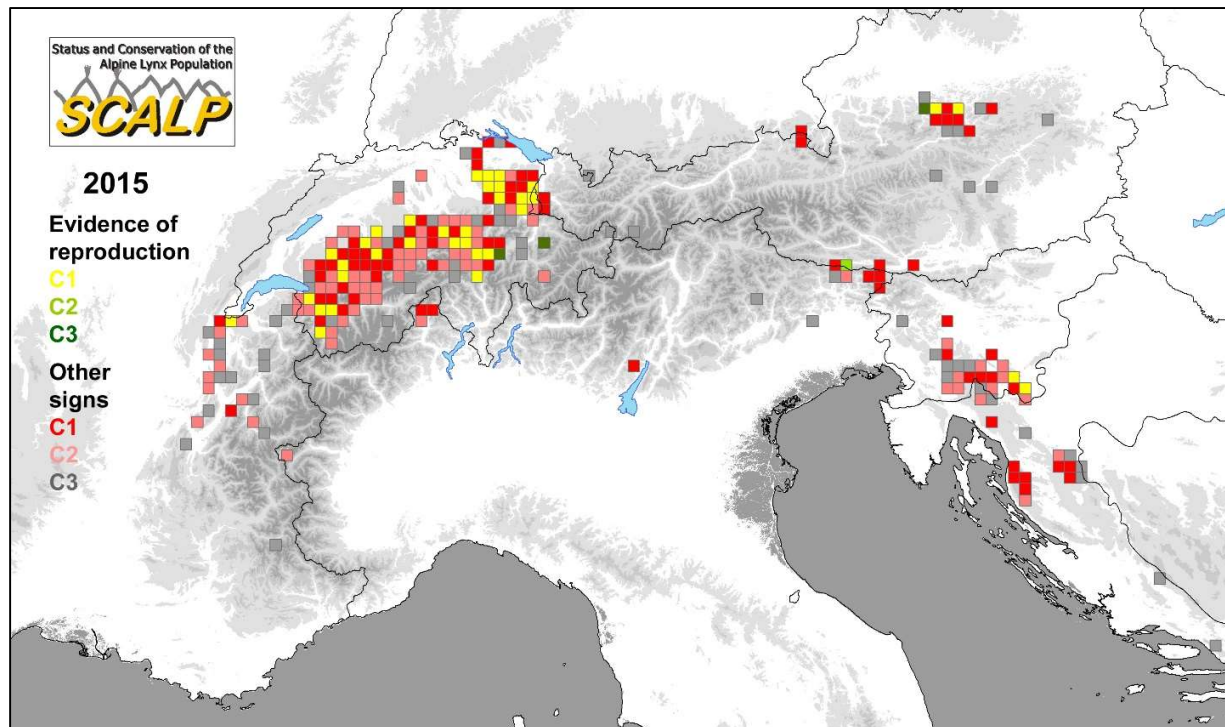 Status and Conservation of the
Alpine Lynx Population
SCALP
2015
Evidence of
reproduction
C1
C2
C3
Other
signs
C1
C2
C3